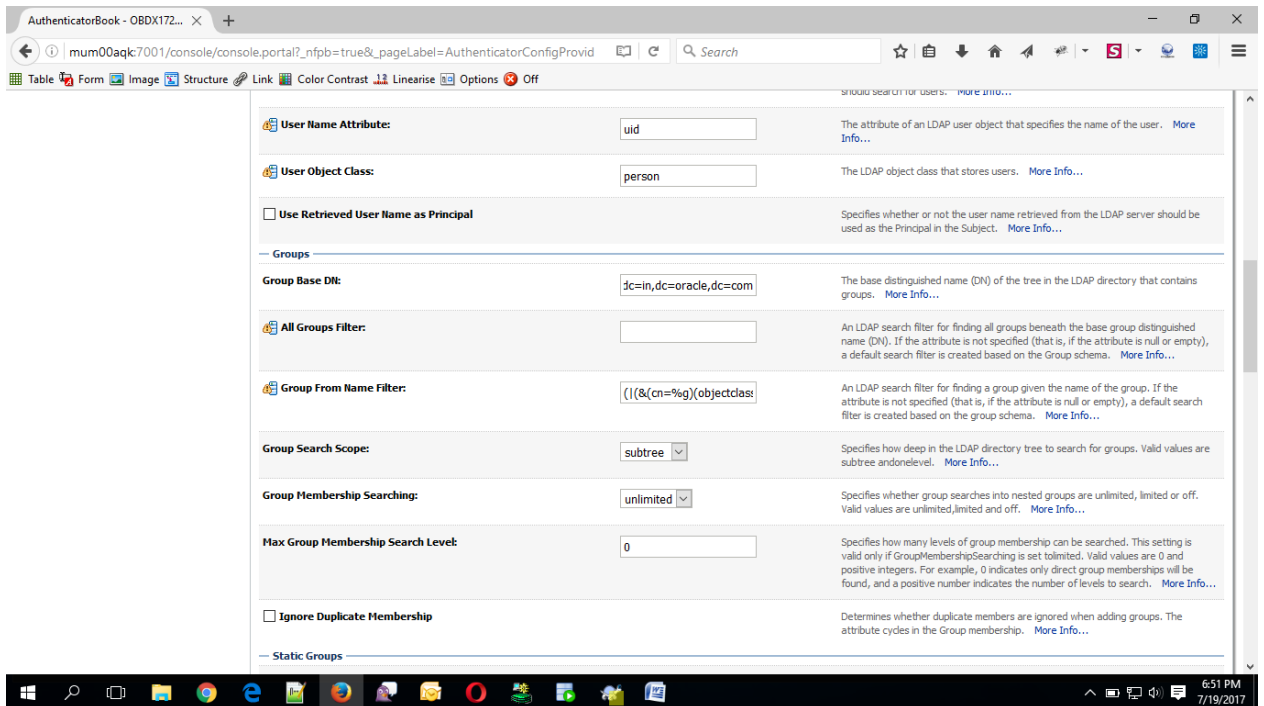 AuthenticatorBook - OBDX172...
mum00aqk:7001/console/console.portal?_nfpb=true&_pageLabel=AuthenticatorConfigProvid
Search
Table Form Image Structure Link Color Contrast Linearise Options Off
should search for users. More Info...
User Name Attribute:
uid
The attribute of an LDAP user object that specifies the name of the user. More
Info...
User Object Class:
person
The LDAP object class that stores users. More Info...
Use Retrieved User Name as Principal
Specifies whether or not the user name retrieved from the LDAP server should be
used as the Principal in the Subject. More Info...
Groups
Group Base DN:
dc=in,dc=oracle,dc=com
The base distinguished name (DN) of the tree in the LDAP directory that contains
groups. More Info...
All Groups Filter:
An LDAP search filter for finding all groups beneath the base group distinguished
name (DN). If the attribute is not specified (that is, if the attribute is null or empty),
a default search filter is created based on the Group schema. More Info...
Group From Name Filter:
(|(&(cn=%g)(objectclass
An LDAP search filter for finding a group given the name of the group. If the
attribute is not specified (that is, if the attribute is null or empty), a default search
filter is created based on the group schema. More Info...
Group Search Scope:
subtree
Specifies how deep in the LDAP directory tree to search for groups. Valid values are
subtree andonelevel. More Info...
Group Membership Searching:
unlimited
Specifies whether group searches into nested groups are unlimited, limited or off.
Valid values are unlimited,limited and off. More Info...
Max Group Membership Search Level:
0
Specifies how many levels of group membership can be searched. This setting is
valid only if GroupMembershipSearching is set tolimited. Valid values are 0 and
positive integers. For example, 0 indicates only direct group memberships will be
found, and a positive number indicates the number of levels to search. More Info...
Ignore Duplicate Membership
Determines whether duplicate members are ignored when adding groups. The
attribute cycles in the Group membership. More Info...
Static Groups
6:51 PM
7/19/2017